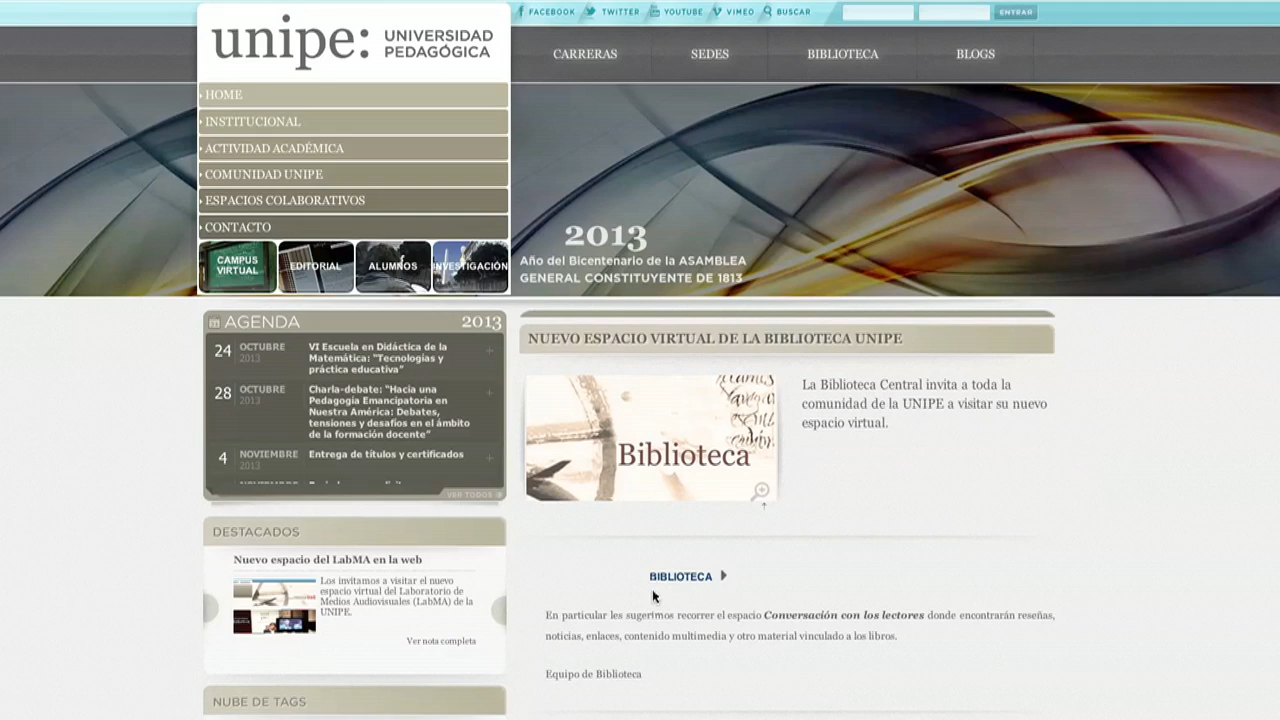 FACEBOOK TWITTER YOUTUBE VIMEO BUSCAR ENTRAR
unipe: UNIVERSIDAD
PEDAGÓGICA
CARRERAS SEDES BIBLIOTECA BLOGS
HOME
INSTITUCIONAL
ACTIVIDAD ACADÉMICA
COMUNIDAD UNIPE
ESPACIOS COLABORATIVOS
CONTACTO
CAMPUS
VIRTUAL
EDITORIAL
ALUMNOS
INVESTIGACIÓN
2013
Año del Bicentenario de la ASAMBLEA
GENERAL CONSTITUYENTE DE 1813
AGENDA 2013
24 OCTUBRE
2013
VI Escuela en Didáctica de la
Matemática: "Tecnologías y
práctica educativa"
28 OCTUBRE
2013
Charla-debate: "Hacia una
Pedagogía Emancipatoria en
Nuestra América: Debates,
tensiones y desafíos en el ámbito
de la formación docente"
4 NOVIEMBRE
2013
Entrega de títulos y certificados
VER TODOS
DESTACADOS
Nuevo espacio del LabMA en la web
Los invitamos a visitar el nuevo
espacio virtual del Laboratorio de
Medios Audiovisuales (LabMA) de la
UNIPE.
Ver nota completa
NUBE DE TAGS
NUEVO ESPACIO VIRTUAL DE LA BIBLIOTECA UNIPE
Biblioteca
La Biblioteca Central invita a toda la
comunidad de la UNIPE a visitar su nuevo
espacio virtual.
BIBLIOTECA
En particular les sugerimos recorrer el espacio Conversación con los lectores donde encontrarán reseñas,
noticias, enlaces, contenido multimedia y otro material vinculado a los libros.
Equipo de Biblioteca